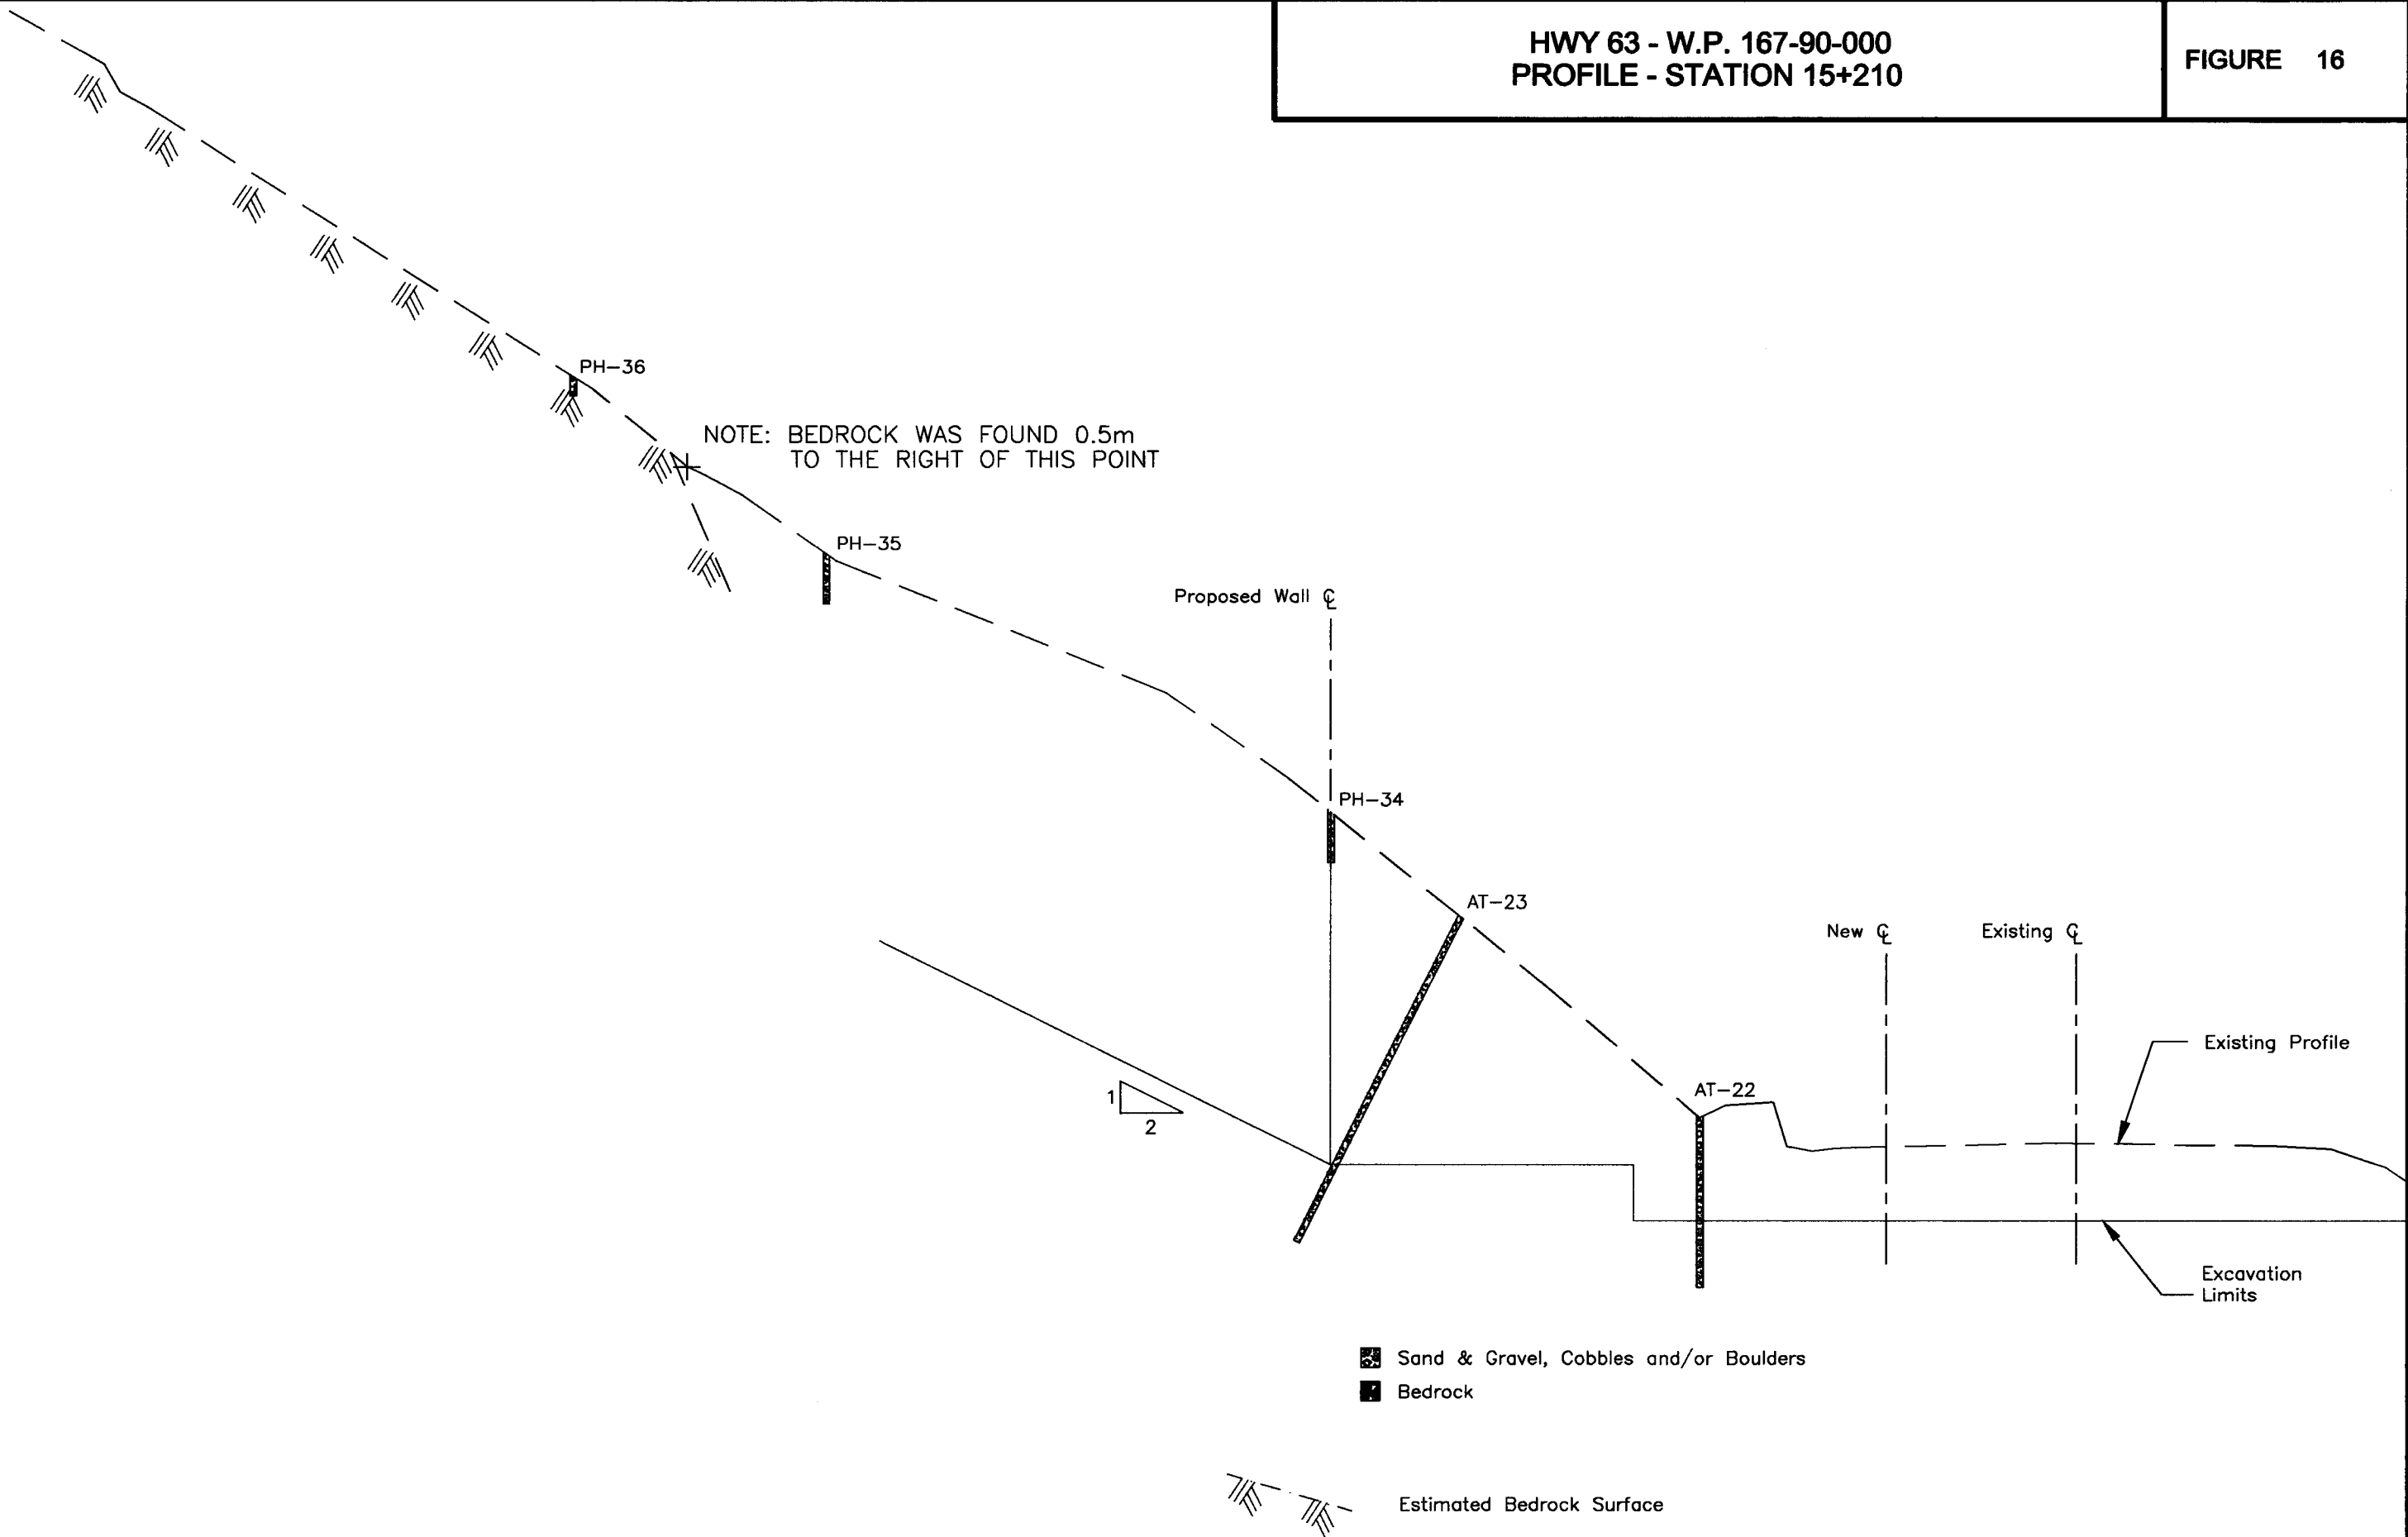 HWY 63 - W.P. 167-90-000
PROFILE - STATION 15+210
FIGURE 16
PH-36
NOTE: BEDROCK WAS FOUND 0.5m
TO THE RIGHT OF THIS POINT
PH-35
Proposed Wall ℄
PH-34
AT-23
New ℄
Existing ℄
Existing Profile
AT-22
1
2
Excavation
Limits
Sand & Gravel, Cobbles and/or Boulders
Bedrock
Estimated Bedrock Surface